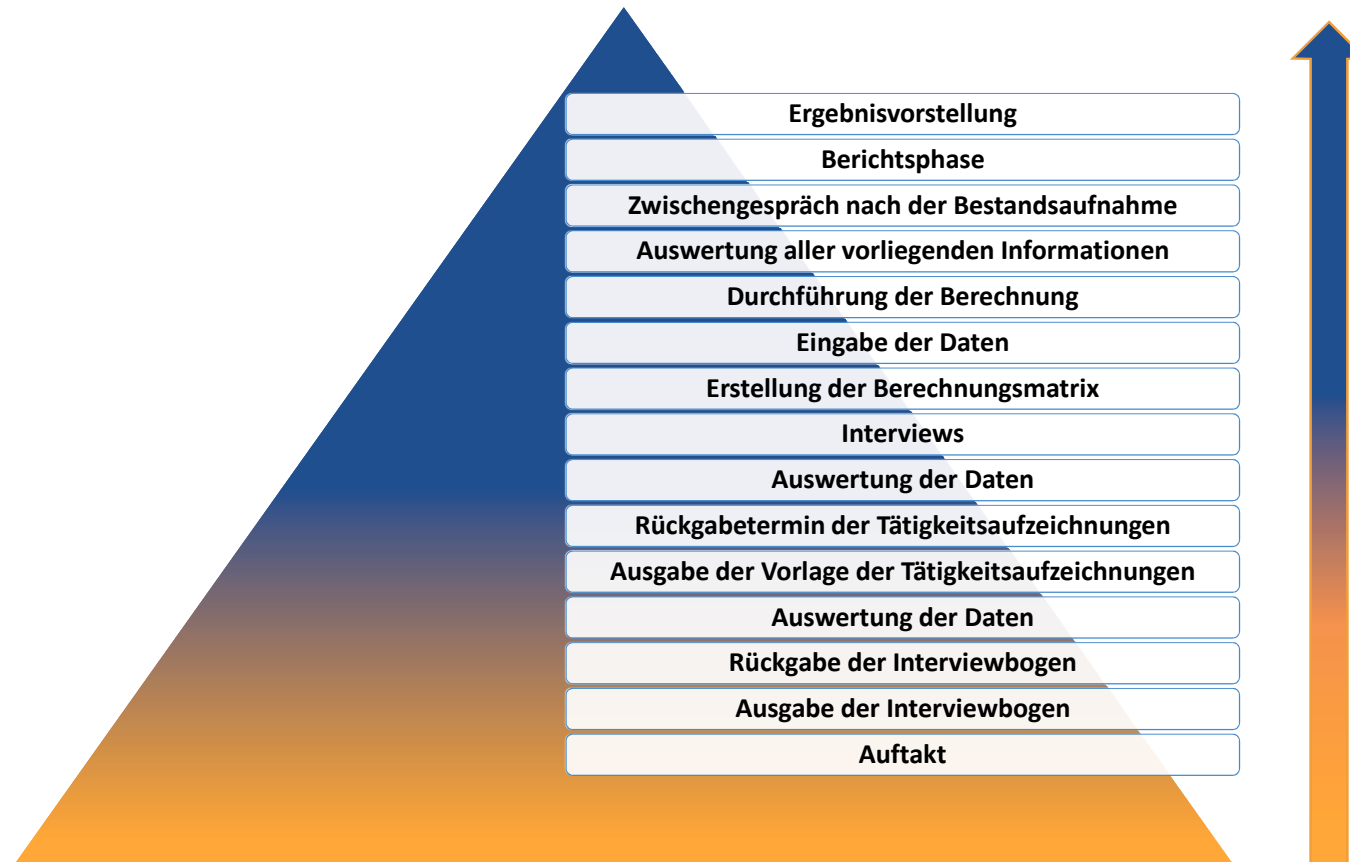 Ergebnisvorstellung
Berichtsphase
Zwischengespräch nach der Bestandsaufnahme
Auswertung aller vorliegenden Informationen
Durchführung der Berechnung
Eingabe der Daten
Erstellung der Berechnungsmatrix
Interviews
Auswertung der Daten
Rückgabetermin der Tätigkeitsaufzeichnungen
Ausgabe der Vorlage der Tätigkeitsaufzeichnungen
Auswertung der Daten
Rückgabe der Interviewbogen
Ausgabe der Interviewbogen
Auftakt